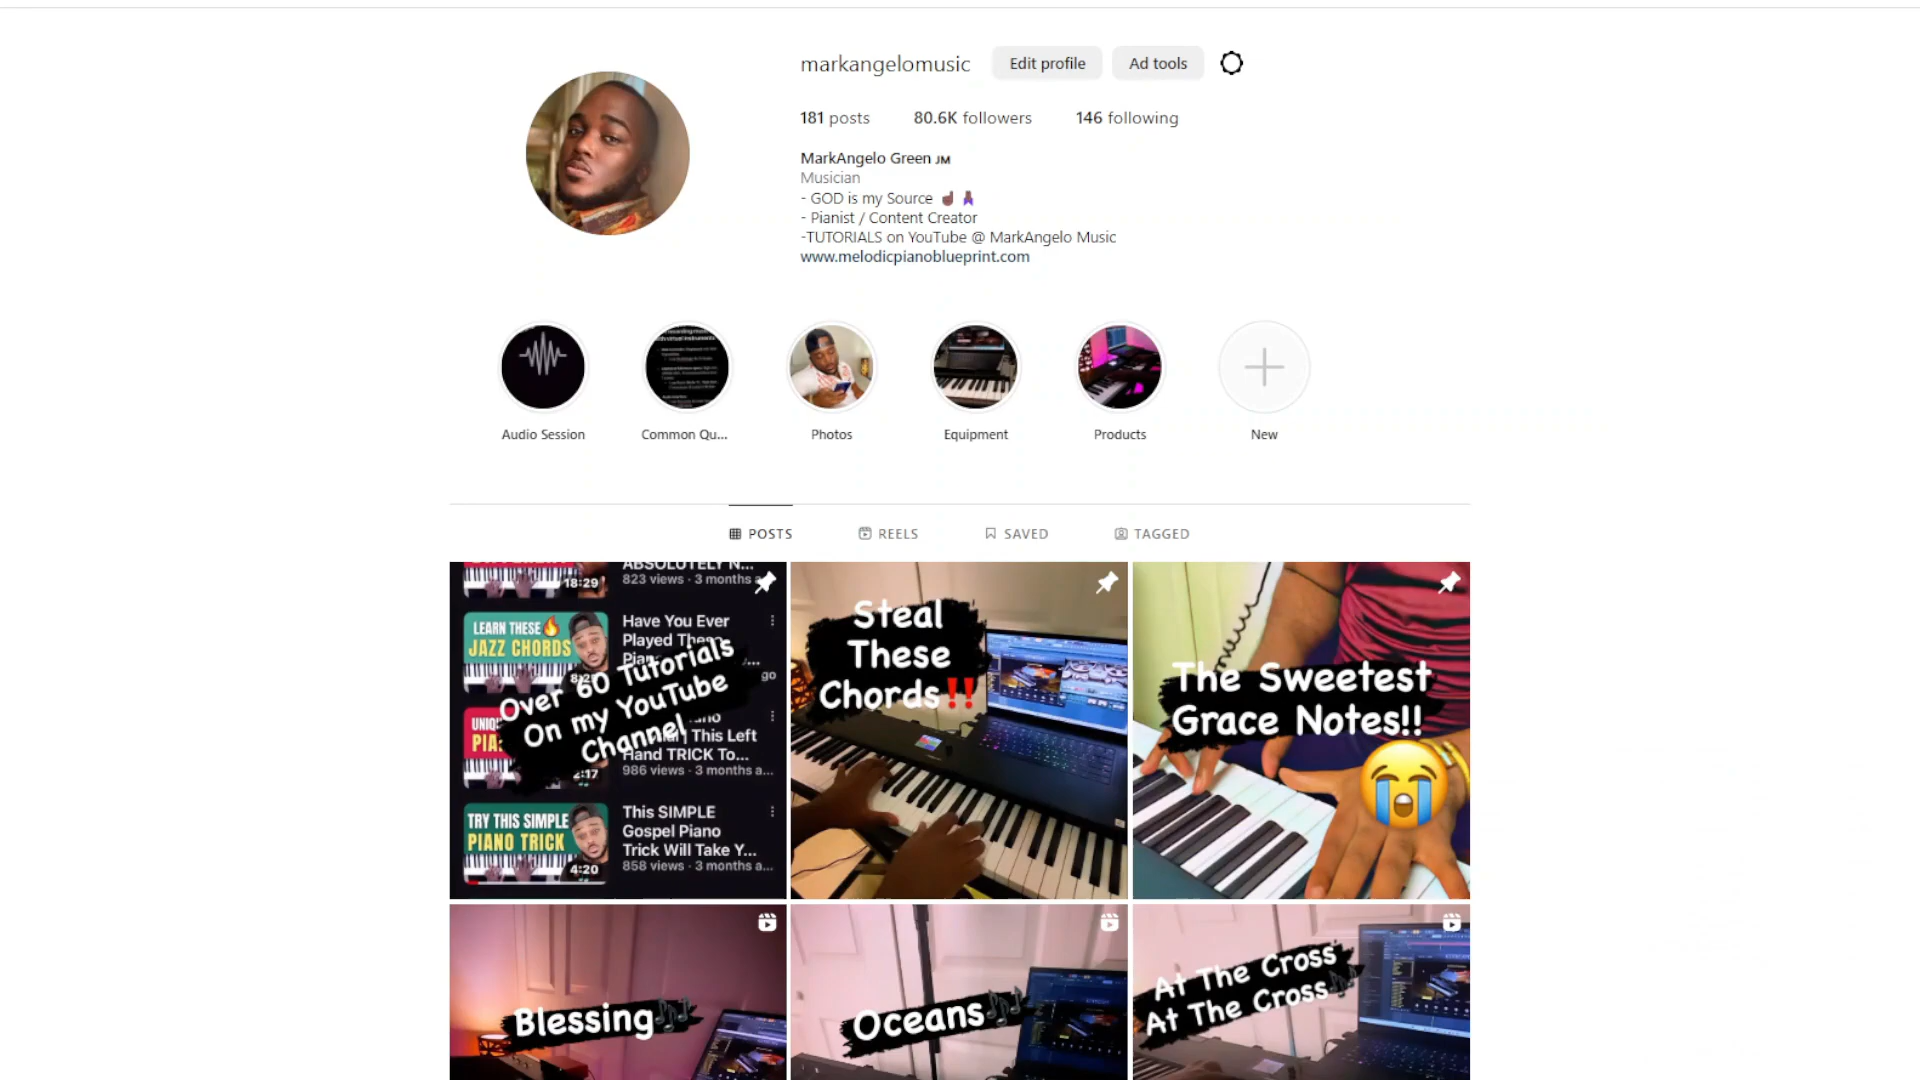 markangelomusic Edit profile Ad tools
181 posts 80.6K followers 146 following
MarkAngelo Green JM
Musician
- GOD is my Source
- Pianist / Content Creator
-TUTORIALS on YouTube @ MarkAngelo Music
www.melodicpianoblueprint.com
Audio Session
Common Qu...
Photos
Equipment
Products
New
POSTS
REELS
SAVED
TAGGED
ABSOLUTELY N...
18:29
823 views · 3 months
LEARN THESE
JAZZ CHORDS
Have You Ever
Played These
Over 60 Tutorials
On my YouTube
Channel
This Left
Hand TRICK To...
986 views · 3 months a...
TRY THIS SIMPLE
PIANO TRICK
4:20
This SIMPLE
Gospel Piano
Trick Will Take Y...
858 views · 3 months a...
Steal
These
Chords‼️
The Sweetest
Grace Notes!!
Blessing
Oceans
At The Cross
At The Cross